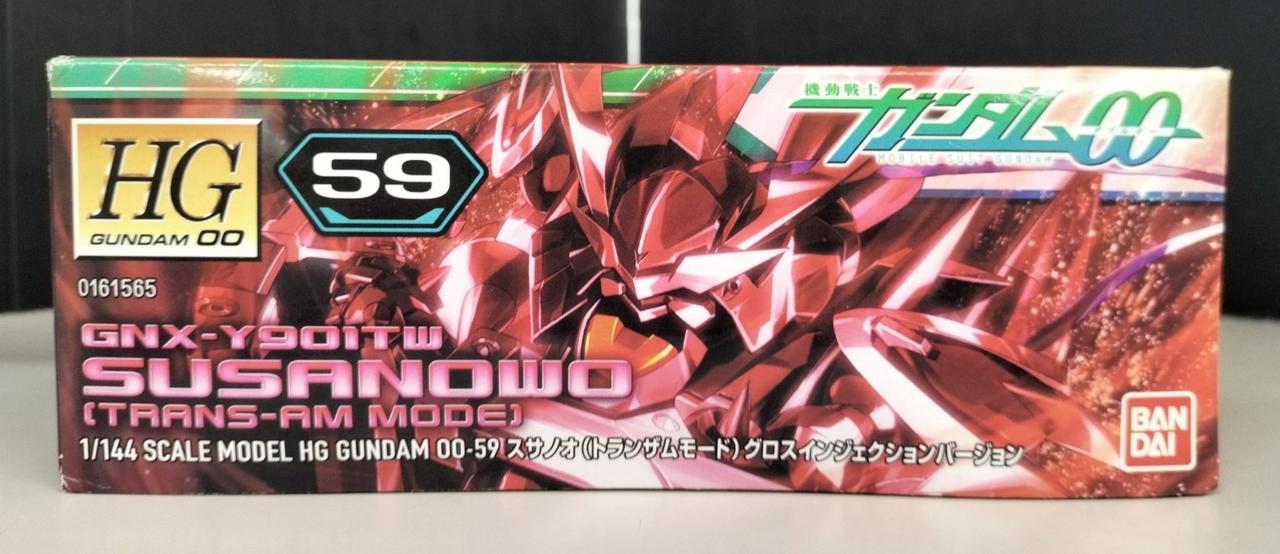 HG
GUNDAM 00
59
機動戦士
ガンダム00
MOBILE SUIT GUNDAM
0161565
GNX-Y901TW
SUSANOWO
(TRANS-AM MODE)
1/144 SCALE MODEL HG GUNDAM 00-59 スサノオ(トランザムモード)グロスインジェクションバージョン
BAN
DAI